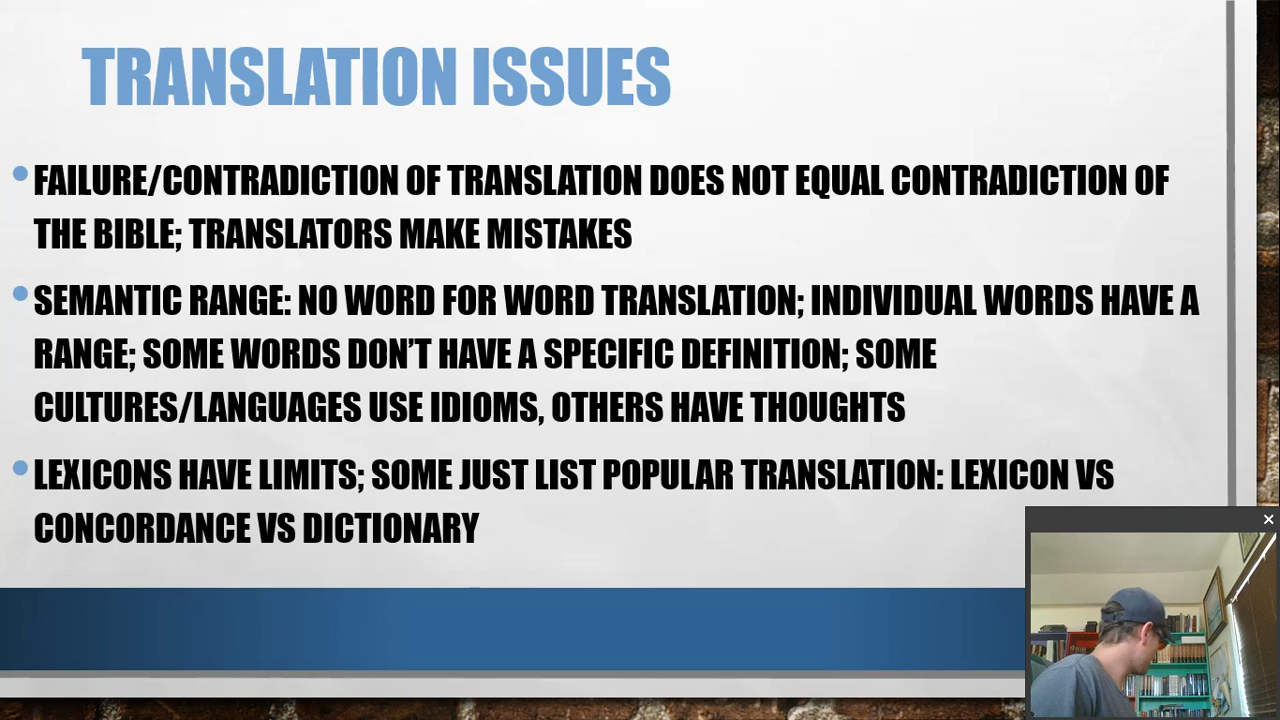 TRANSLATION ISSUES
FAILURE/CONTRADICTION OF TRANSLATION DOES NOT EQUAL CONTRADICTION OF
THE BIBLE; TRANSLATORS MAKE MISTAKES
SEMANTIC RANGE: NO WORD FOR WORD TRANSLATION; INDIVIDUAL WORDS HAVE A
RANGE; SOME WORDS DON'T HAVE A SPECIFIC DEFINITION; SOME
CULTURES/LANGUAGES USE IDIOMS, OTHERS HAVE THOUGHTS
LEXICONS HAVE LIMITS; SOME JUST LIST POPULAR TRANSLATION: LEXICON VS
CONCORDANCE VS DICTIONARY